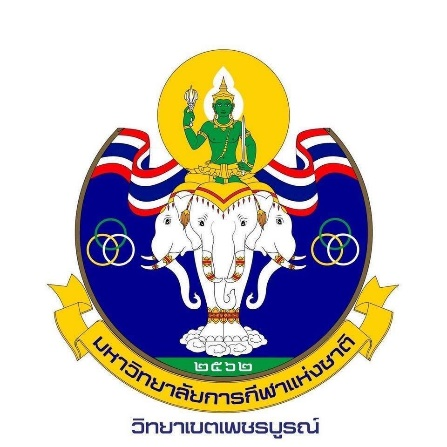 ๒๕๖๒
มหาวิทยาลัยการกีฬาแห่งชาติ
วิทยาเขตเพชรบูรณ์